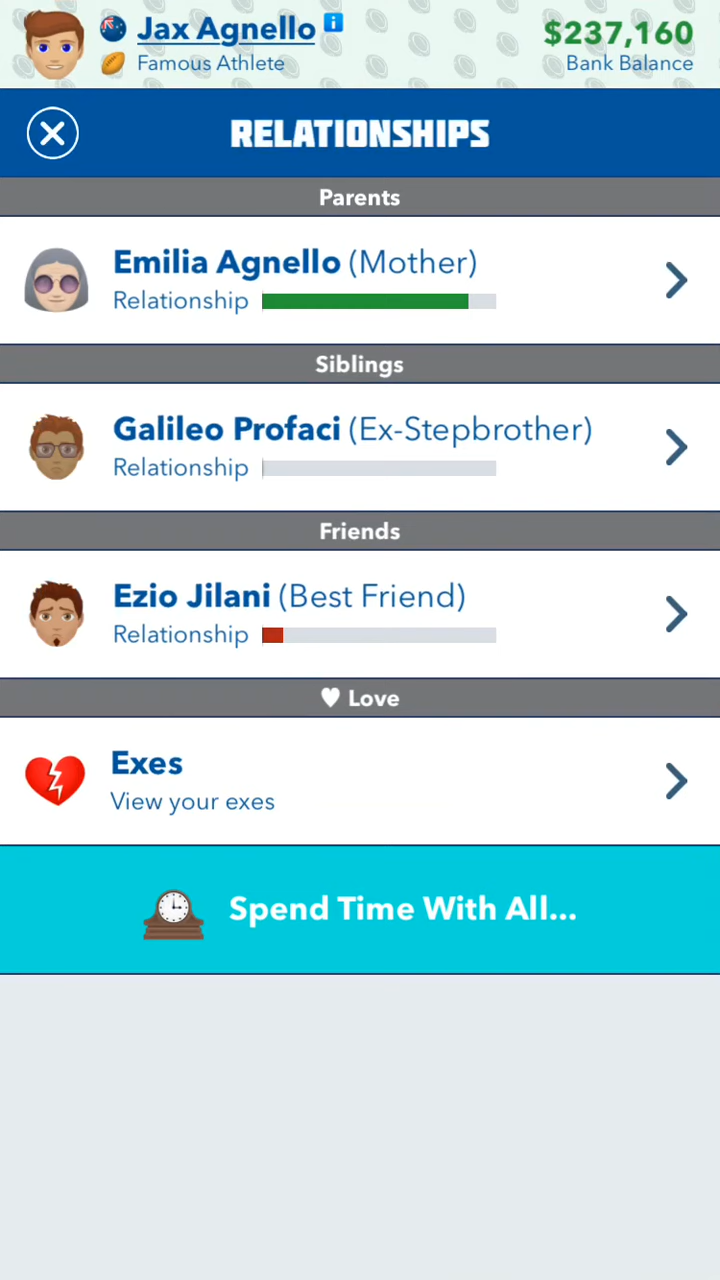 Jax Agnello
Famous Athlete
$237,160
Bank Balance
RELATIONSHIPS
Parents
Emilia Agnello (Mother)
Relationship
Siblings
Galileo Profaci (Ex-Stepbrother)
Relationship
Friends
Ezio Jilani (Best Friend)
Relationship
Love
Exes
View your exes
Spend Time With All...